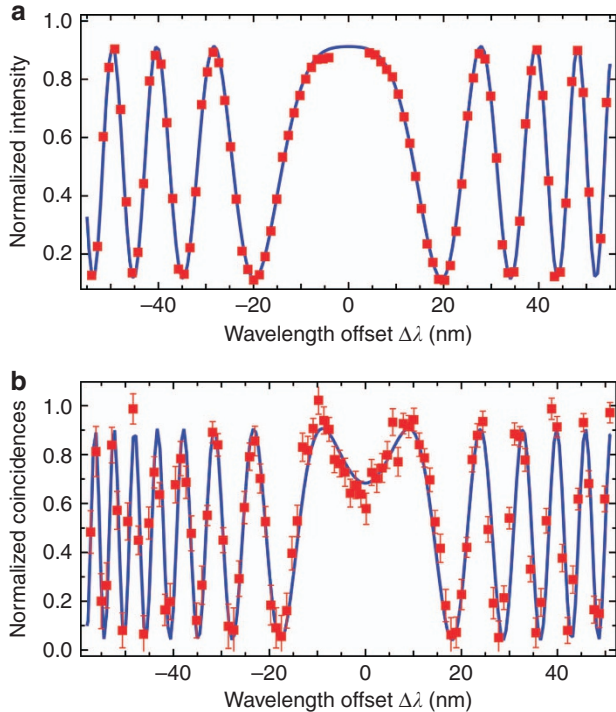 a
1.0
0.8
0.6
0.4
0.2
Normalized intensity
−40 −20 0 20 40
Wavelength offset Δλ (nm)
b
1.0
0.8
0.6
0.4
0.2
0.0
Normalized coincidences
−40 −20 0 20 40
Wavelength offset Δλ (nm)